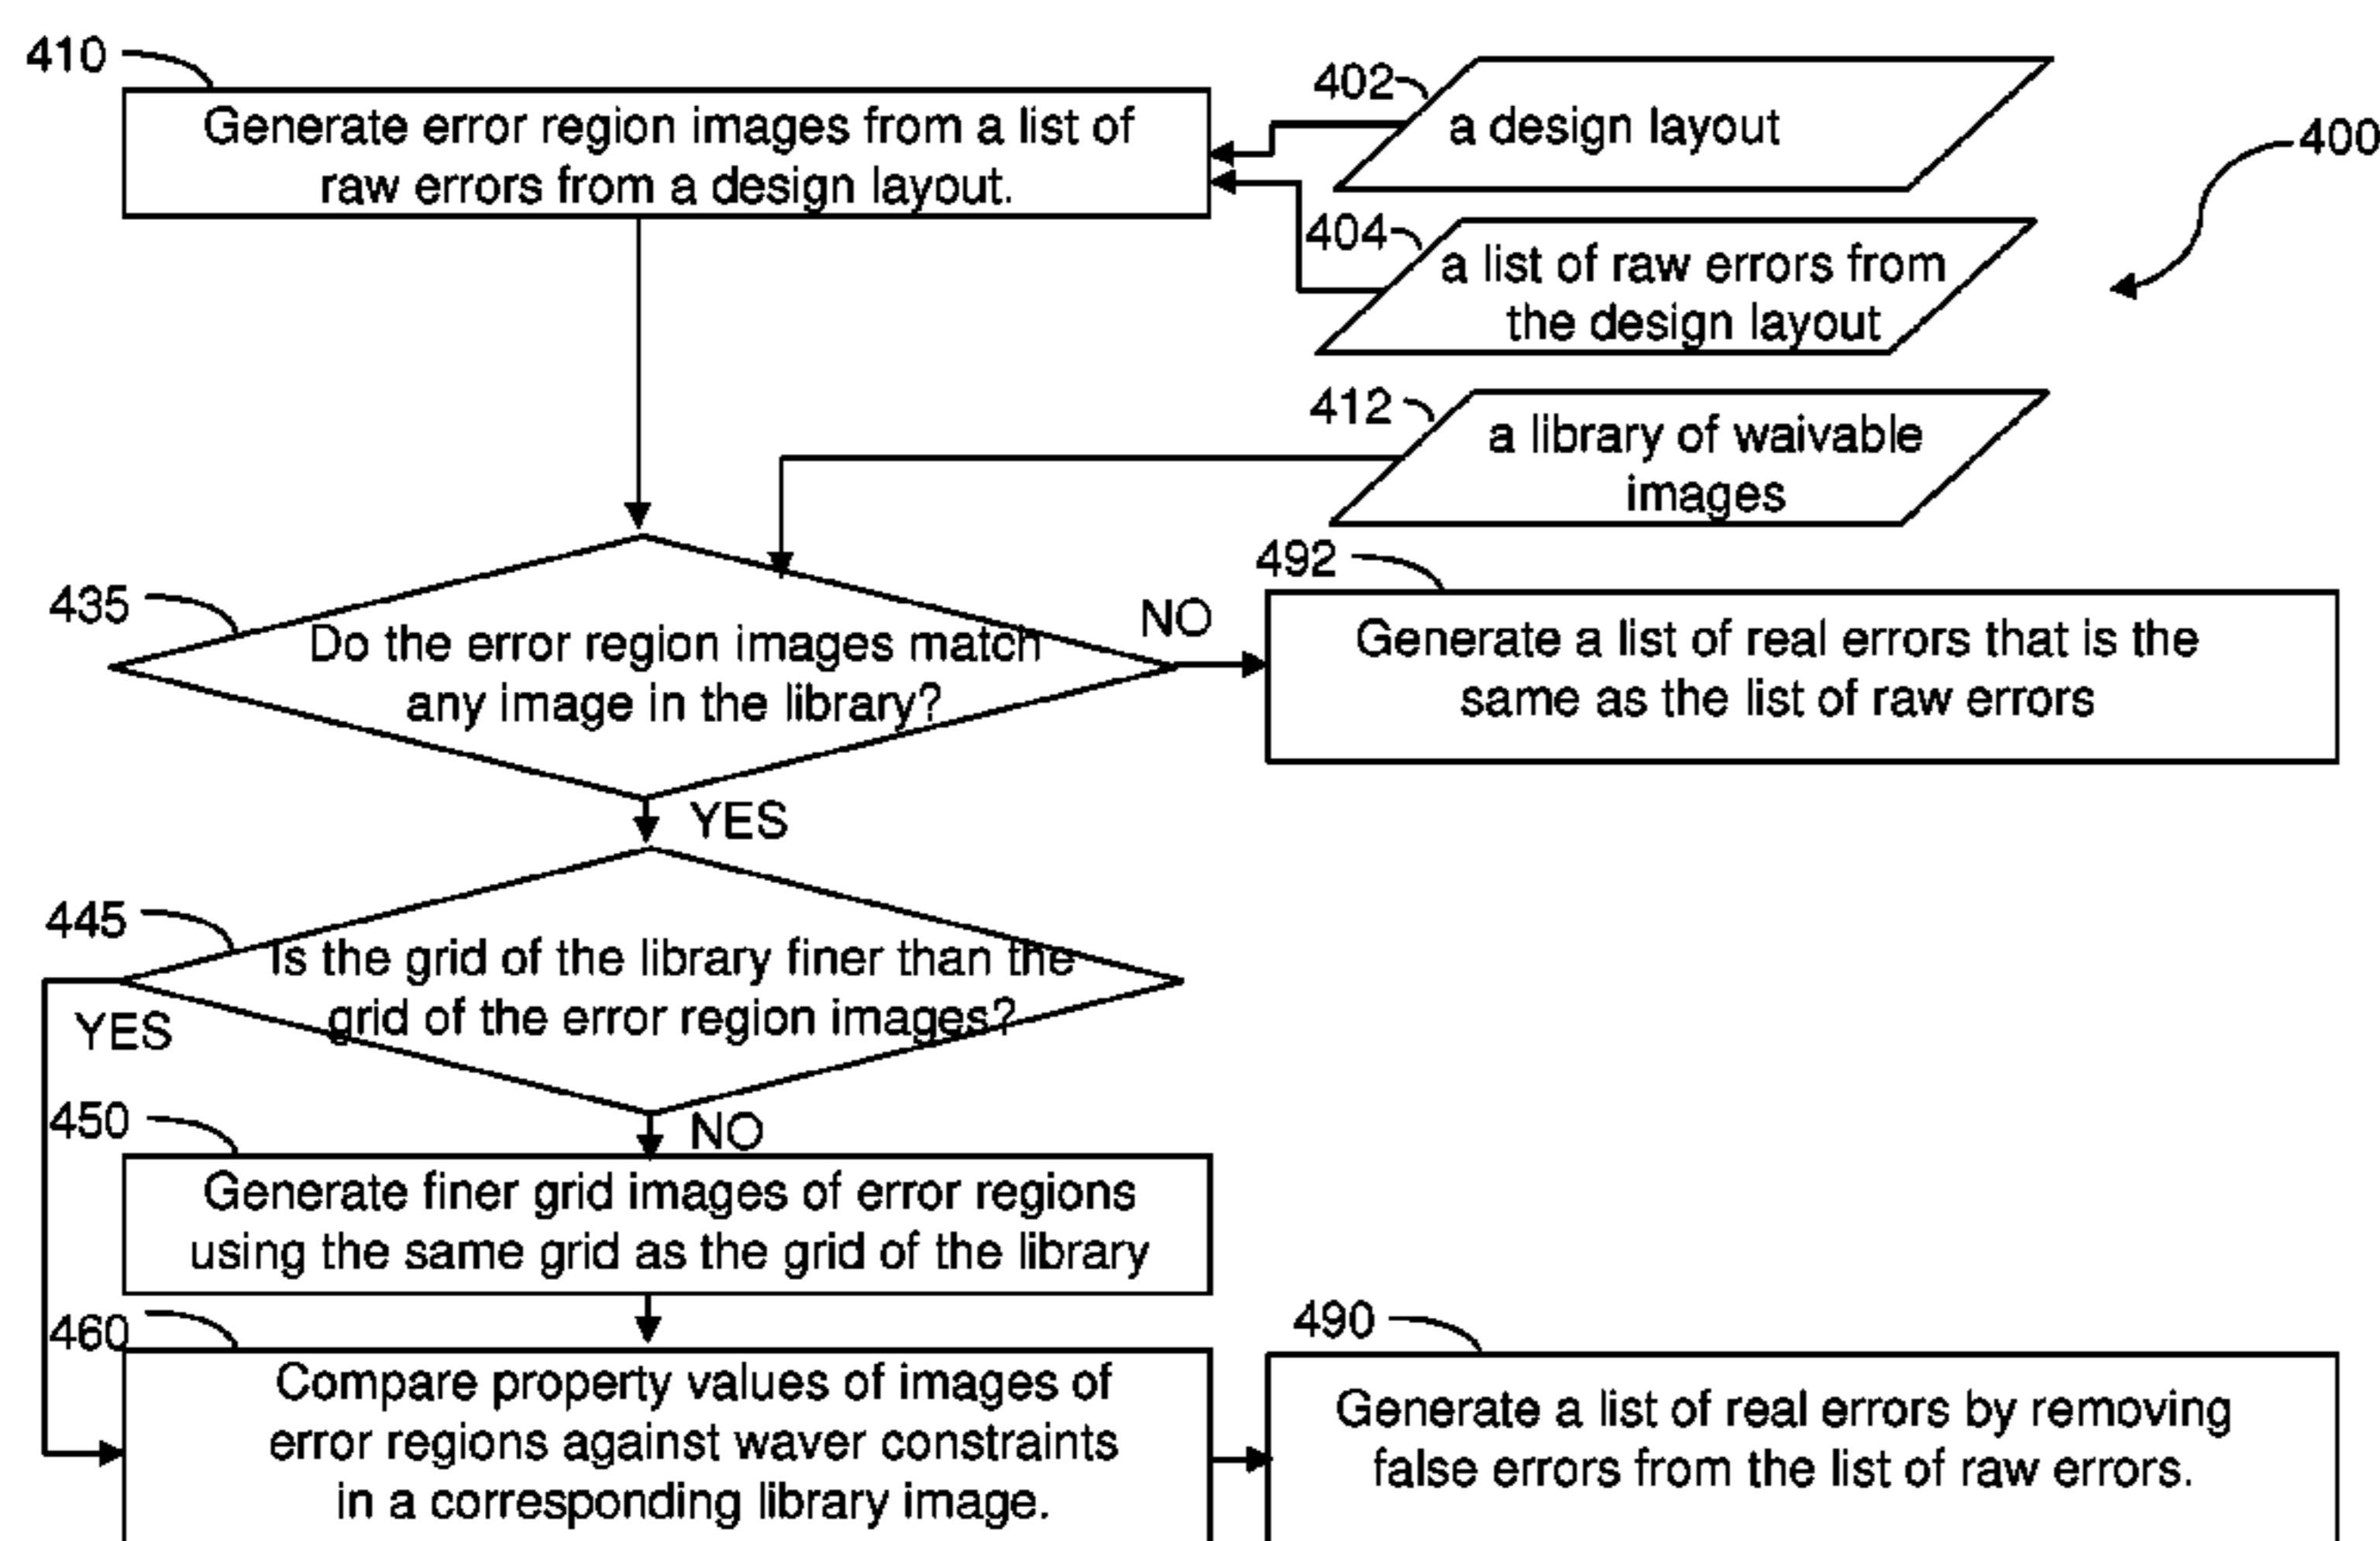 410
Generate error region images from a list of
raw errors from a design layout.
402
a design layout
400
404
a list of raw errors from
the design layout
412
a library of waivable
images
435
Do the error region images match
any image in the library?
NO
492
Generate a list of real errors that is the
same as the list of raw errors
YES
445
Is the grid of the library finer than the
grid of the error region images?
YES
NO
450
Generate finer grid images of error regions
using the same grid as the grid of the library
460
Compare property values of images of
error regions against waver constraints
in a corresponding library image.
490
Generate a list of real errors by removing
false errors from the list of raw errors.